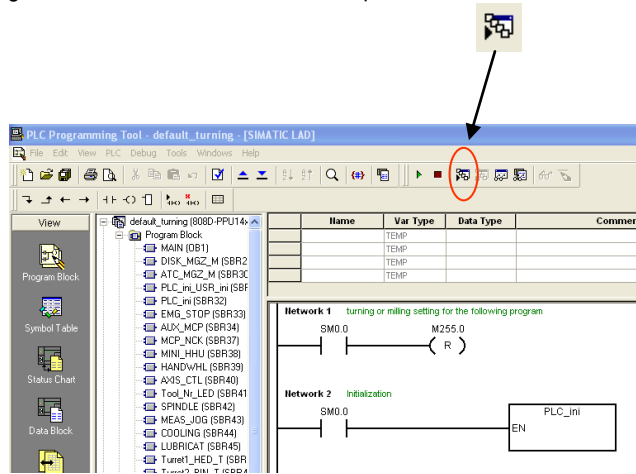 PLC Programming Tool - default_turning - [SIMATIC LAD]
File Edit View PLC Debug Tools Windows Help
View
Program Block
Symbol Table
Status Chart
Data Block
default_turning (808D-PPU14x
Program Block
MAIN (OB1)
DISK_MGZ_M (SBR2
ATC_MGZ_M (SBR30
PLC_ini_USR_ini (SBF
PLC_ini (SBR32)
EMG_STOP (SBR33)
AUX_MCP (SBR34)
MCP_NCK (SBR37)
MINI_HHU (SBR38)
HANDWHL (SBR39)
AXIS_CTL (SBR40)
Tool_Nr_LED (SBR41
SPINDLE (SBR42)
MEAS_JOG (SBR43)
COOLING (SBR44)
LUBRICAT (SBR45)
Turret1_HED_T (SBR
Turret2_BIN_T (SBR4
Name Var Type Data Type Commer
TEMP
TEMP
TEMP
TEMP
Network 1 turning or milling setting for the following program
SM0.0 M255.0
R
Network 2 Initialization
SM0.0 PLC_ini
EN